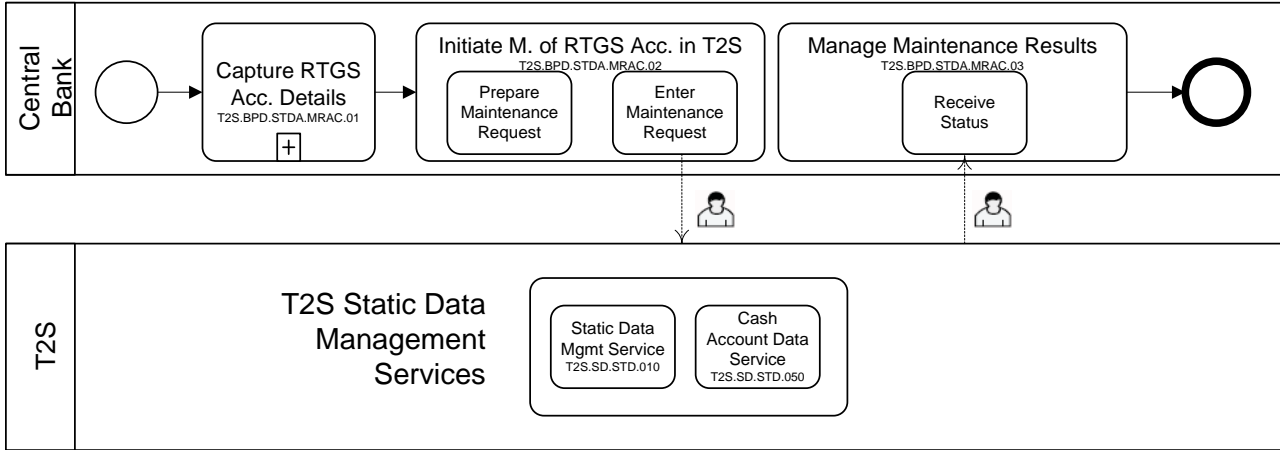 Central
Bank
Capture RTGS
Acc. Details
T2S.BPD.STDA.MRAC.01
+
Initiate M. of RTGS Acc. in T2S
T2S.BPD.STDA.MRAC.02
Prepare
Maintenance
Request
Enter
Maintenance
Request
Manage Maintenance Results
T2S.BPD.STDA.MRAC.03
Receive
Status
T2S
T2S Static Data
Management
Services
Static Data
Mgmt Service
T2S.SD.STD.010
Cash
Account Data
Service
T2S.SD.STD.050